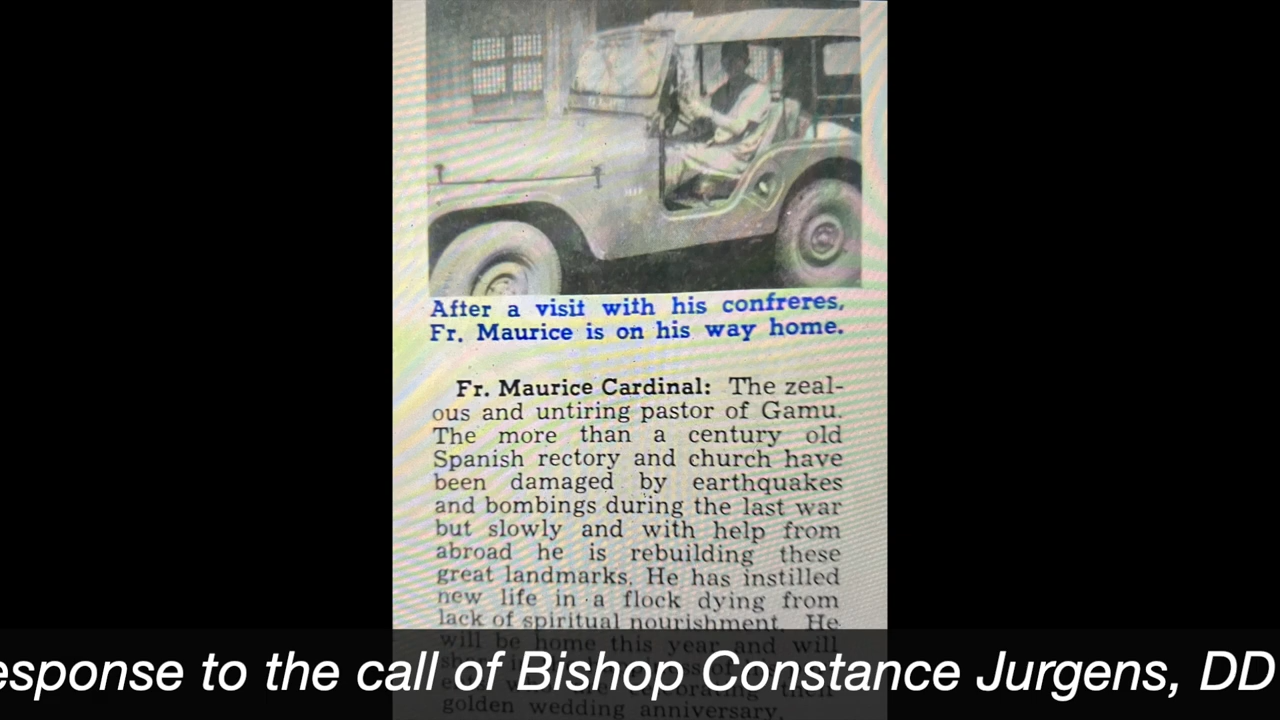 After a visit with his confreres,
Fr. Maurice is on his way home.
Fr. Maurice Cardinal: The zeal-
ous and untiring pastor of Gamu.
The more than a century old
Spanish rectory and church have
been damaged by earthquakes
and bombings during the last war
but slowly and with help from
abroad he is rebuilding these
great landmarks. He has instilled
new life in a flock dying from
lack of spiritual nourishment. He
will be home this year and will
golden wedding anniversary.
esponse to the call of Bishop Constance Jurgens, DD